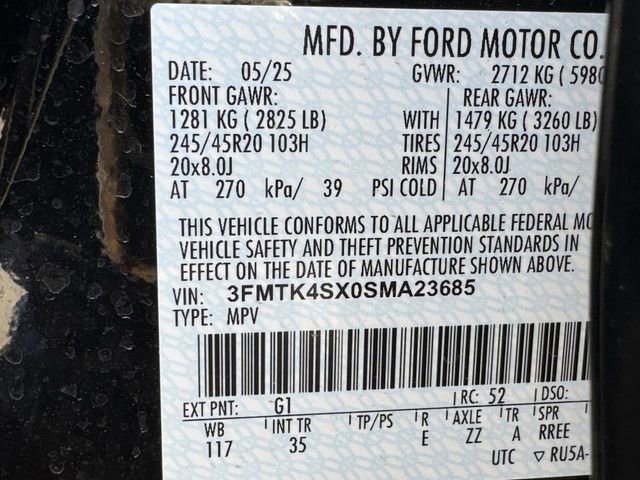 MFD. BY FORD MOTOR CO.
DATE: 05/25 GVWR: 2712 KG ( 5980
FRONT GAWR: REAR GAWR:
1281 KG ( 2825 LB) WITH 1479 KG ( 3260 LB)
245/45R20 103H TIRES 245/45R20 103H
20x8.0J RIMS 20x8.0J
AT 270 kPa/ 39 PSI COLD AT 270 kPa/
THIS VEHICLE CONFORMS TO ALL APPLICABLE FEDERAL MO
VEHICLE SAFETY AND THEFT PREVENTION STANDARDS IN
EFFECT ON THE DATE OF MANUFACTURE SHOWN ABOVE.
VIN: 3FMTK4SX0SMA23685
TYPE: MPV
EXT PNT: G1 RC: 52 DSO:
WB INT TR TP/PS R AXLE TR SPR
117 35 E ZZ A RREE
UTC ▽ RU5A-